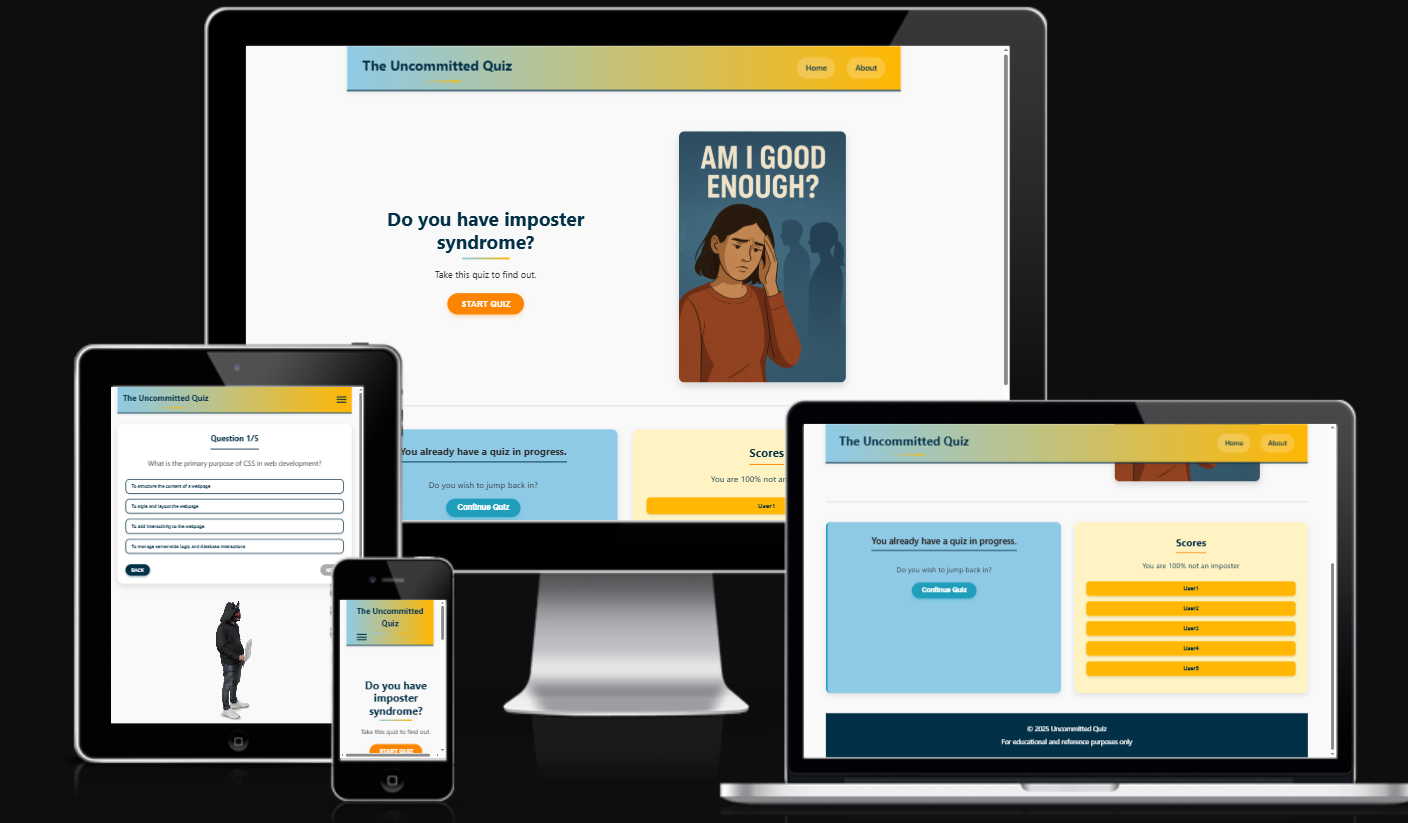 The Uncommitted Quiz
Home
About
AM I GOOD
ENOUGH?
Do you have imposter
syndrome?
Take this quiz to find out.
START QUIZ
You already have a quiz in progress.
Do you wish to jump back in?
Continue Quiz
Scores
You are 100% not an
User1
The Uncommitted Quiz
Question 1/5
What is the primary purpose of CSS in web development?
To structure the content of a webpage
To style and layout the webpage
To add interactivity to the webpage
To manage server-side logic and database interactions
BACK
The Uncommitted
Quiz
Do you have
imposter
syndrome?
Take this quiz to find out.
START QUIZ
The Uncommitted Quiz
Home
About
You already have a quiz in progress.
Do you wish to jump back in?
Continue Quiz
Scores
You are 100% not an imposter
User1
User2
User3
User4
User5
© 2025 Uncommitted Quiz
For educational and reference purposes only